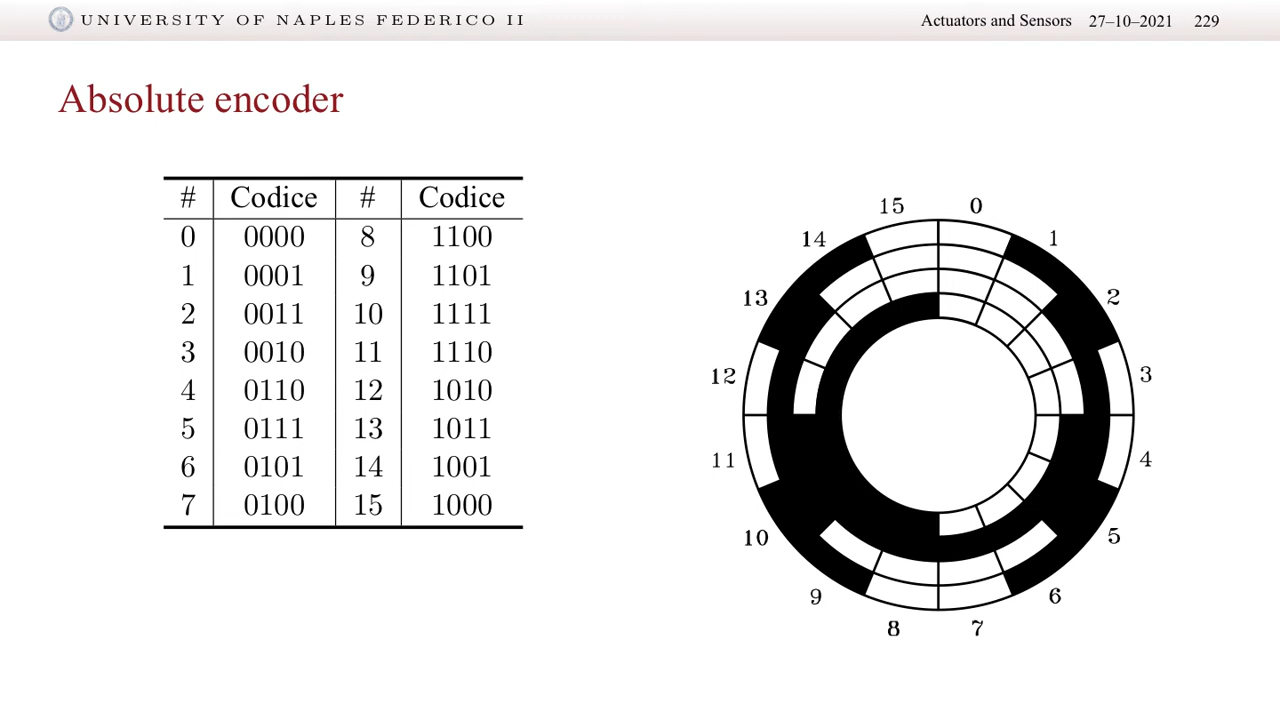 UNIVERSITY OF NAPLES FEDERICO II
Actuators and Sensors 27–10–2021 229
Absolute encoder
# Codice # Codice
0 0000 8 1100
1 0001 9 1101
2 0011 10 1111
3 0010 11 1110
4 0110 12 1010
5 0111 13 1011
6 0101 14 1001
7 0100 15 1000
15 0
14 1
13 2
12 3
11 4
10 5
9 6
8 7